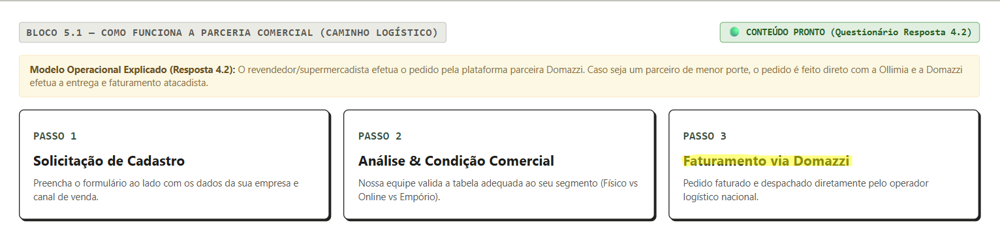 BLOCO 5.1 — COMO FUNCIONA A PARCERIA COMERCIAL (CAMINHO LOGÍSTICO)
CONTEÚDO PRONTO (Questionário Resposta 4.2)
Modelo Operacional Explicado (Resposta 4.2): O revendedor/supermercadista efetua o pedido pela plataforma parceira Domazzi. Caso seja um parceiro de menor porte, o pedido é feito direto com a Ollimia e a Domazzi
efetua a entrega e faturamento atacadista.
PASSO 1
Solicitação de Cadastro
Preencha o formulário ao lado com os dados da sua empresa e
canal de venda.
PASSO 2
Análise & Condição Comercial
Nossa equipe valida a tabela adequada ao seu segmento (Físico vs
Online vs Empório).
PASSO 3
Faturamento via Domazzi
Pedido faturado e despachado diretamente pelo operador
logístico nacional.